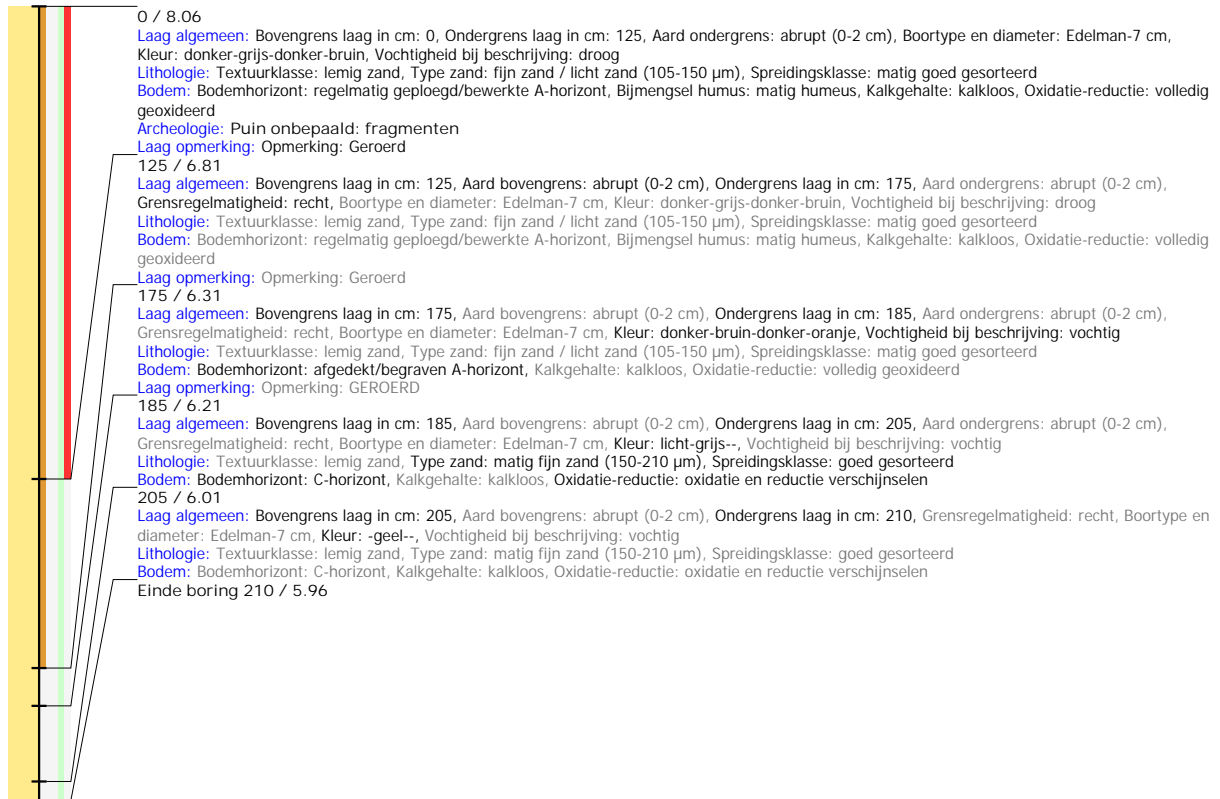 0 / 8.06
Laag algemeen: Bovengrens laag in cm: 0, Ondergrens laag in cm: 125, Aard ondergrens: abrupt (0-2 cm), Boortype en diameter: Edelman-7 cm,
Kleur: donker-grijs-donker-bruin, Vochtigheid bij beschrijving: droog
Lithologie: Textuurklasse: lemig zand, Type zand: fijn zand / licht zand (105-150 µm), Spreidingsklasse: matig goed gesorteerd
Bodem: Bodemhorizont: regelmatig geploegd/bewerkte A-horizont, Bijmengsel humus: matig humeus, Kalkgehalte: kalkloos, Oxidatie-reductie: volledig
geoxideerd
Archeologie: Puin onbepaald: fragmenten
Laag opmerking: Opmerking: Geroerd
125 / 6.81
Laag algemeen: Bovengrens laag in cm: 125, Aard bovengrens: abrupt (0-2 cm), Ondergrens laag in cm: 175, Aard ondergrens: abrupt (0-2 cm),
Grensregelmatigheid: recht, Boortype en diameter: Edelman-7 cm, Kleur: donker-grijs-donker-bruin, Vochtigheid bij beschrijving: droog
Lithologie: Textuurklasse: lemig zand, Type zand: fijn zand / licht zand (105-150 µm), Spreidingsklasse: matig goed gesorteerd
Bodem: Bodemhorizont: regelmatig geploegd/bewerkte A-horizont, Bijmengsel humus: matig humeus, Kalkgehalte: kalkloos, Oxidatie-reductie: volledig
geoxideerd
Laag opmerking: Opmerking: Geroerd
175 / 6.31
Laag algemeen: Bovengrens laag in cm: 175, Aard bovengrens: abrupt (0-2 cm), Ondergrens laag in cm: 185, Aard ondergrens: abrupt (0-2 cm),
Grensregelmatigheid: recht, Boortype en diameter: Edelman-7 cm, Kleur: donker-bruin-donker-oranje, Vochtigheid bij beschrijving: vochtig
Lithologie: Textuurklasse: lemig zand, Type zand: fijn zand / licht zand (105-150 µm), Spreidingsklasse: matig goed gesorteerd
Bodem: Bodemhorizont: afgedekt/begraven A-horizont, Kalkgehalte: kalkloos, Oxidatie-reductie: volledig geoxideerd
Laag opmerking: Opmerking: GEROERD
185 / 6.21
Laag algemeen: Bovengrens laag in cm: 185, Aard bovengrens: abrupt (0-2 cm), Ondergrens laag in cm: 205, Aard ondergrens: abrupt (0-2 cm),
Grensregelmatigheid: recht, Boortype en diameter: Edelman-7 cm, Kleur: licht-grijs--, Vochtigheid bij beschrijving: vochtig
Lithologie: Textuurklasse: lemig zand, Type zand: matig fijn zand (150-210 µm), Spreidingsklasse: goed gesorteerd
Bodem: Bodemhorizont: C-horizont, Kalkgehalte: kalkloos, Oxidatie-reductie: oxidatie en reductie verschijnselen
205 / 6.01
Laag algemeen: Bovengrens laag in cm: 205, Aard bovengrens: abrupt (0-2 cm), Ondergrens laag in cm: 210, Grensregelmatigheid: recht, Boortype en
diameter: Edelman-7 cm, Kleur: -geel--, Vochtigheid bij beschrijving: vochtig
Lithologie: Textuurklasse: lemig zand, Type zand: matig fijn zand (150-210 µm), Spreidingsklasse: goed gesorteerd
Bodem: Bodemhorizont: C-horizont, Kalkgehalte: kalkloos, Oxidatie-reductie: oxidatie en reductie verschijnselen
Einde boring 210 / 5.96